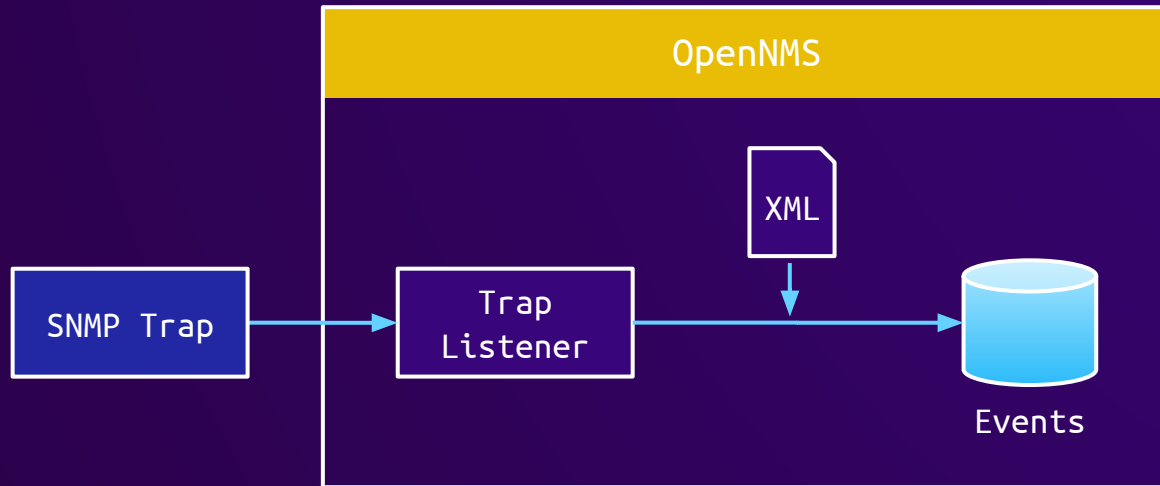 OpenNMS
XML
SNMP Trap
Trap
Listener
Events